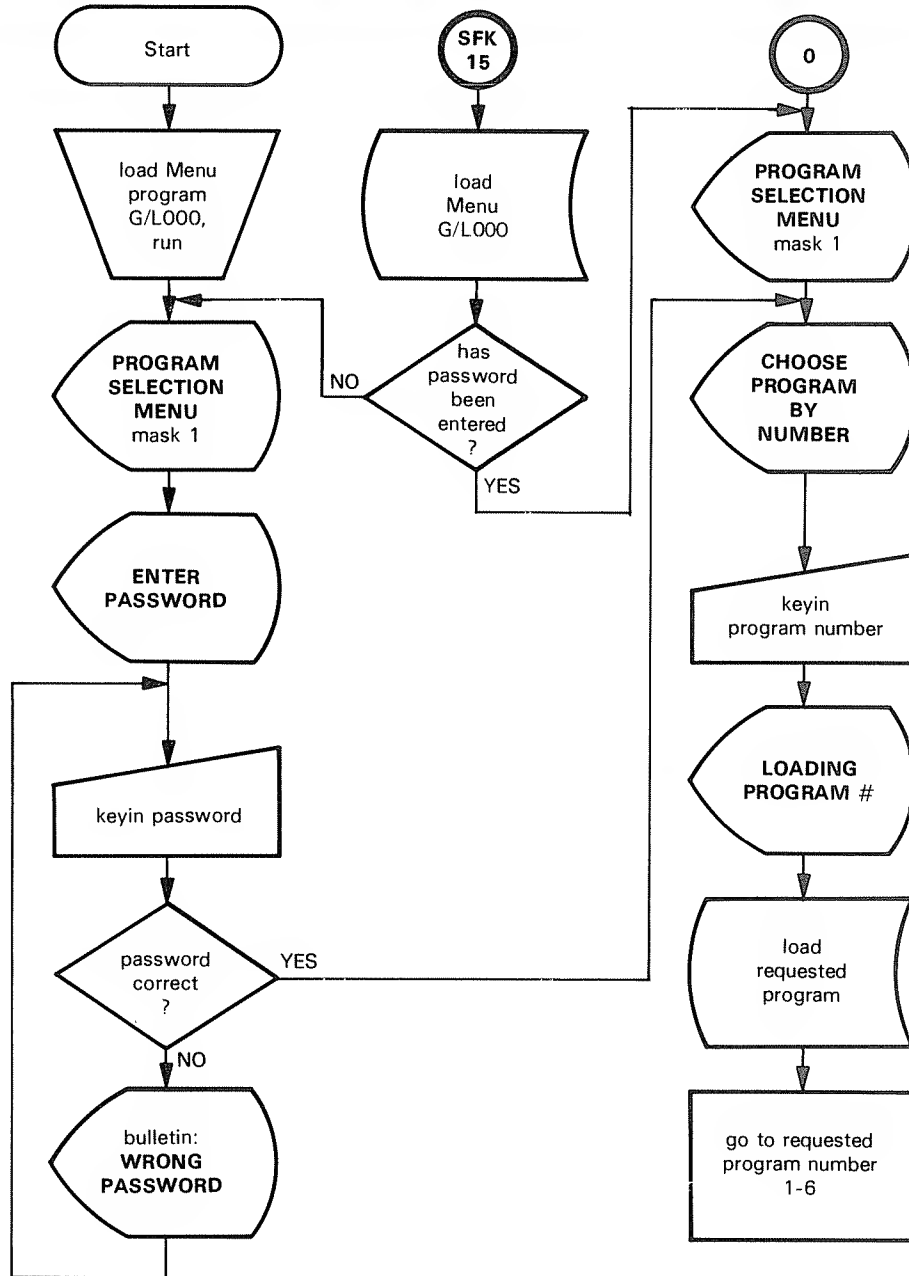 Start
load Menu
program
G/L000,
run
PROGRAM
SELECTION
MENU
mask 1
ENTER
PASSWORD
keyin password
password
correct
?
YES
NO
bulletin:
WRONG
PASSWORD
SFK
15
load
Menu
G/L000
has
password
been
entered
?
NO
YES
0
PROGRAM
SELECTION
MENU
mask 1
CHOOSE
PROGRAM
BY
NUMBER
keyin
program number
LOADING
PROGRAM #
load
requested
program
go to requested
program number
1-6